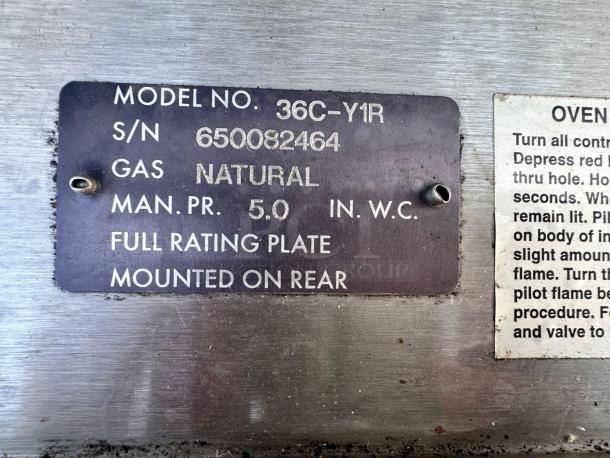 MODEL NO. 36C-Y1R
S/N 650082464
GAS NATURAL
MAN. PR. 5.0 IN. W.C.
FULL RATING PLATE
MOUNTED ON REAR
OVEN
Turn all contr
Depress red
thru hole. Ho
seconds. Wh
remain lit. Pi
on body of in
slight amoun
flame. Turn th
pilot flame be
procedure. F
and valve to
GROUP